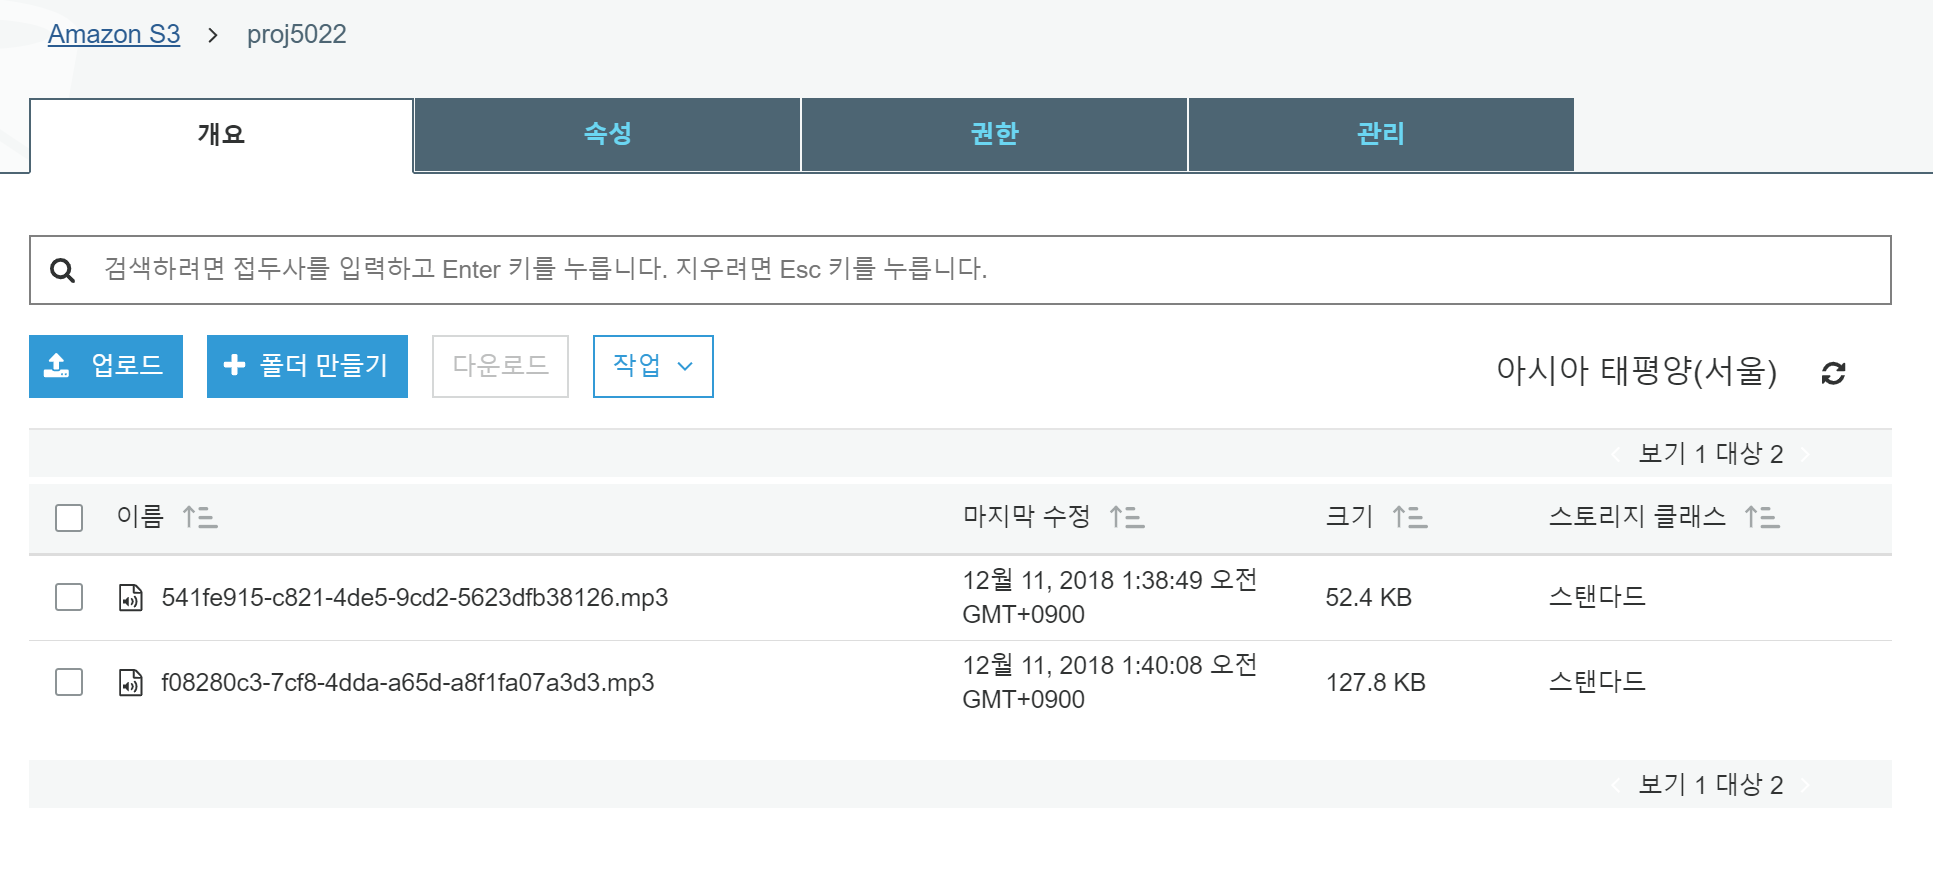 Amazon S3 > proj5022
개요 속성 권한 관리
검색하려면 접두사를 입력하고 Enter 키를 누릅니다. 지우려면 Esc 키를 누릅니다.
업로드 폴더 만들기 다운로드 작업 아시아 태평양(서울)
보기 1 대상 2
이름 마지막 수정 크기 스토리지 클래스
541fe915-c821-4de5-9cd2-5623dfb38126.mp3 12월 11, 2018 1:38:49 오전 52.4 KB 스탠다드
GMT+0900
f08280c3-7cf8-4dda-a65d-a8f1fa07a3d3.mp3 12월 11, 2018 1:40:08 오전 127.8 KB 스탠다드
GMT+0900
보기 1 대상 2